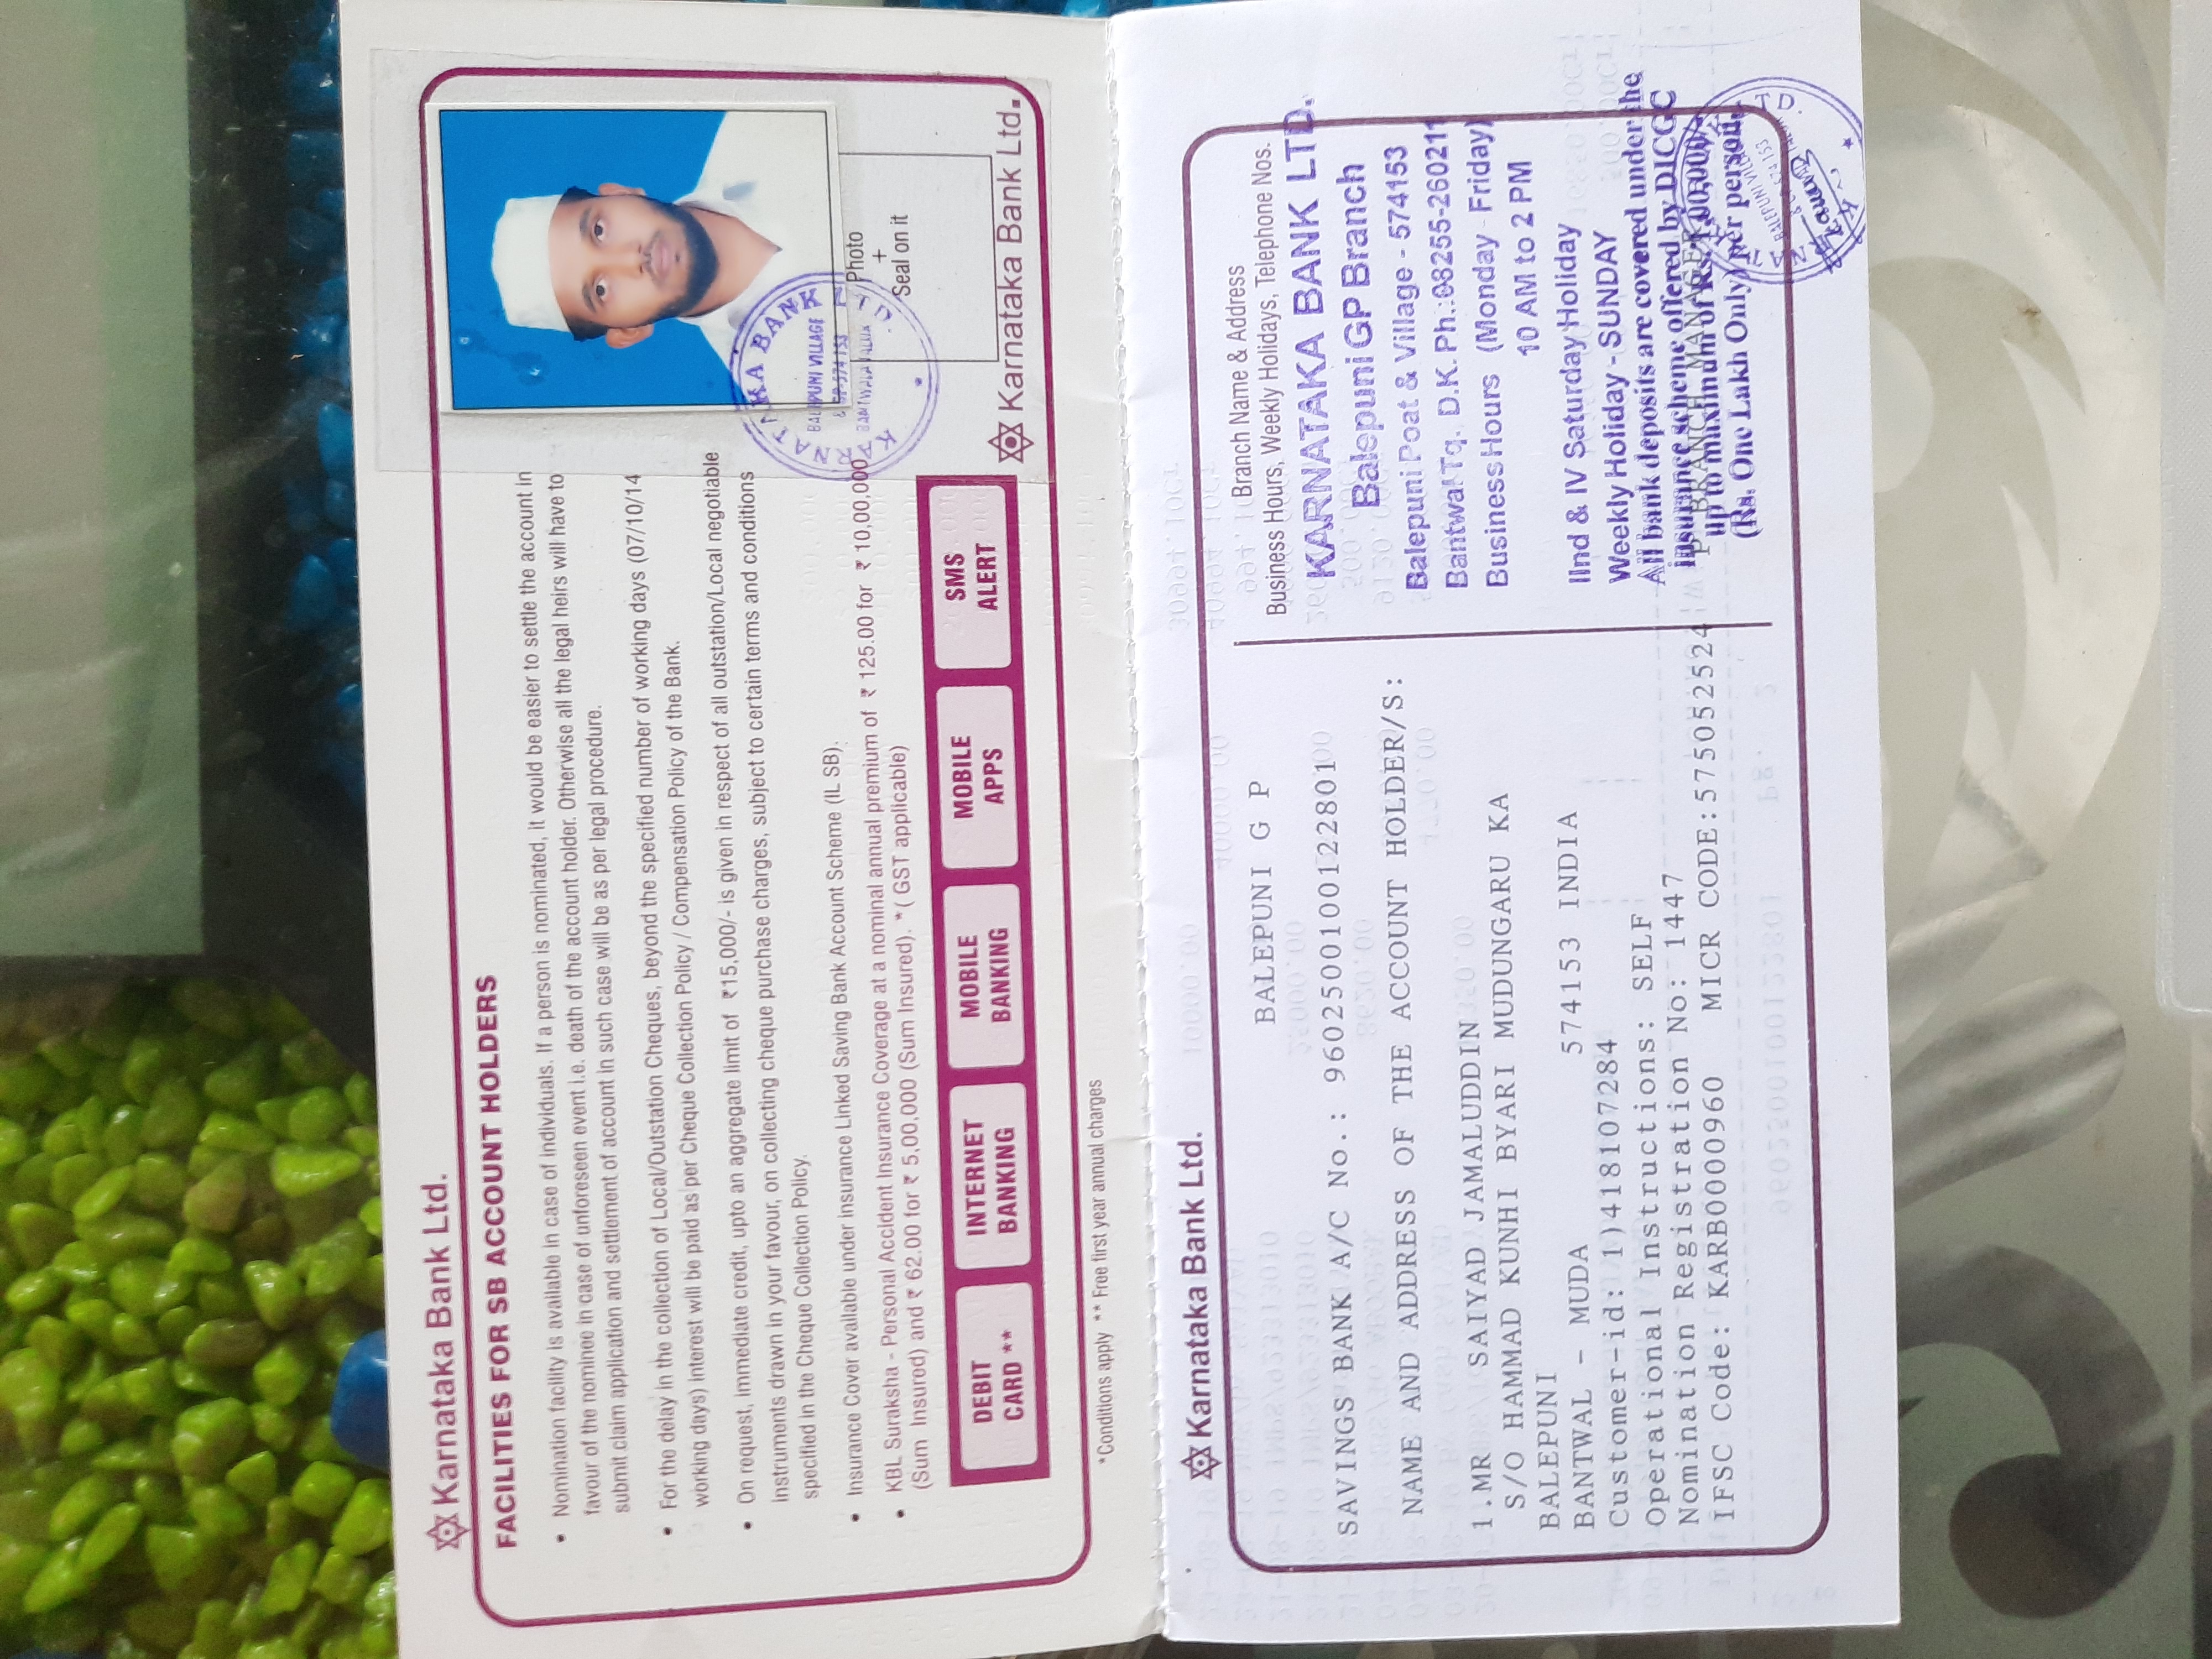 Karnataka Bank Ltd.
FACILITIES FOR SB ACCOUNT HOLDERS
• Nomination facility is available in case of individuals. If a person is nominated, it would be easier to settle the account in
favour of the nominee in case of unforeseen event i.e. death of the account holder. Otherwise all the legal heirs will have to
submit claim application and settlement of account in such case will be as per legal procedure.
• For the delay in the collection of Local/Outstation Cheques, beyond the specified number of working days (07/10/14
working days) interest will be paid as per Cheque Collection Policy / Compensation Policy of the Bank.
• On request, immediate credit, upto an aggregate limit of ₹15,000/- is given in respect of all outstation/Local negotiable
instruments drawn in your favour, on collecting cheque purchase charges, subject to certain terms and conditions
specified in the Cheque Collection Policy.
• Insurance Cover available under insurance Linked Saving Bank Account Scheme (IL SB).
• KBL Suraksha - Personal Accident Insurance Coverage at a nominal annual premium of ₹ 125.00 for ₹ 10,00,000
(Sum Insured) and ₹ 62.00 for ₹ 5,00,000 (Sum Insured). *( GST applicable)
DEBIT
CARD **
INTERNET
BANKING
MOBILE
BANKING
MOBILE
APPS
SMS
ALERT
KARNATAKA BANK LTD.
BALEPUNI VILLAGE
& GP-574 153
BANTWALA TALUK
Photo
+
Seal on it
Karnataka Bank Ltd.
*Conditions apply ** Free first year annual charges
Karnataka Bank Ltd.
BALEPUNI G P
SAVINGS BANK A/C No.: 9602500100122801
NAME AND ADDRESS OF THE ACCOUNT HOLDER/S:
1.MR SAIYAD JAMALUDDIN
S/O HAMMAD KUNHI BYARI MUDUNGARU KA
BALEPUNI
BANTWAL - MUDA 574153 INDIA
Customer-id: 1)418107284
Operational Instructions: SELF
Nomination Registration No: 1447
IFSC Code: KARB0000960 MICR CODE:575052524
Branch Name & Address
Business Hours, Weekly Holidays, Telephone Nos.
KARNATAKA BANK LTD.
Balepuni GP Branch
Balepuni Poat & Village - 574153
Bantwal Tq. D.K. Ph.:08255-260211
Business Hours (Monday - Friday)
10 AM to 2 PM
IInd & IV Saturday Holiday
Weekly Holiday - SUNDAY
All bank deposits are covered under the
insurance scheme offered by DICGC
P BRANCH MANAGER
up to maximum of Rs. 1,00,000/-
(Rs. One Lakh Only) per person.
BALEPUNI VILLAGE